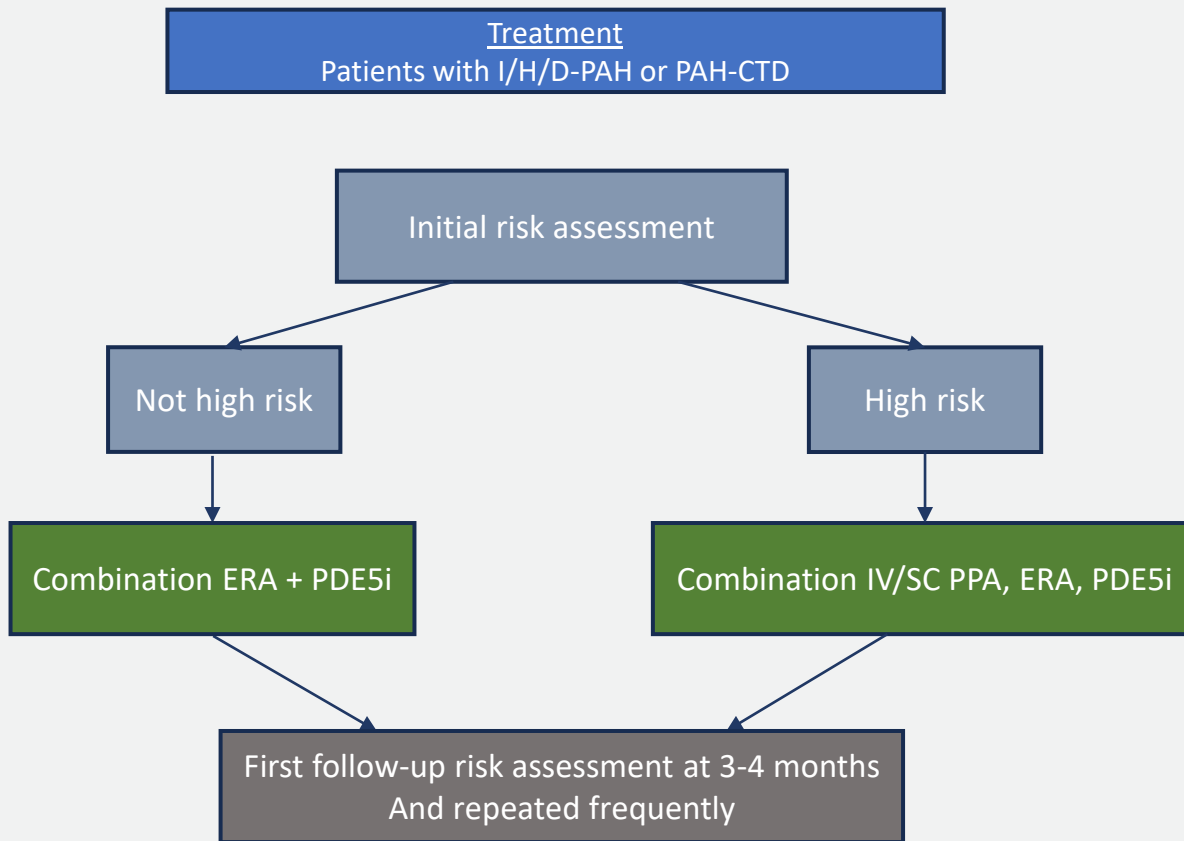 Treatment
Patients with I/H/D-PAH or PAH-CTD
Initial risk assessment
Not high risk
High risk
Combination ERA + PDE5i
Combination IV/SC PPA, ERA, PDE5i
First follow-up risk assessment at 3-4 months
And repeated frequently